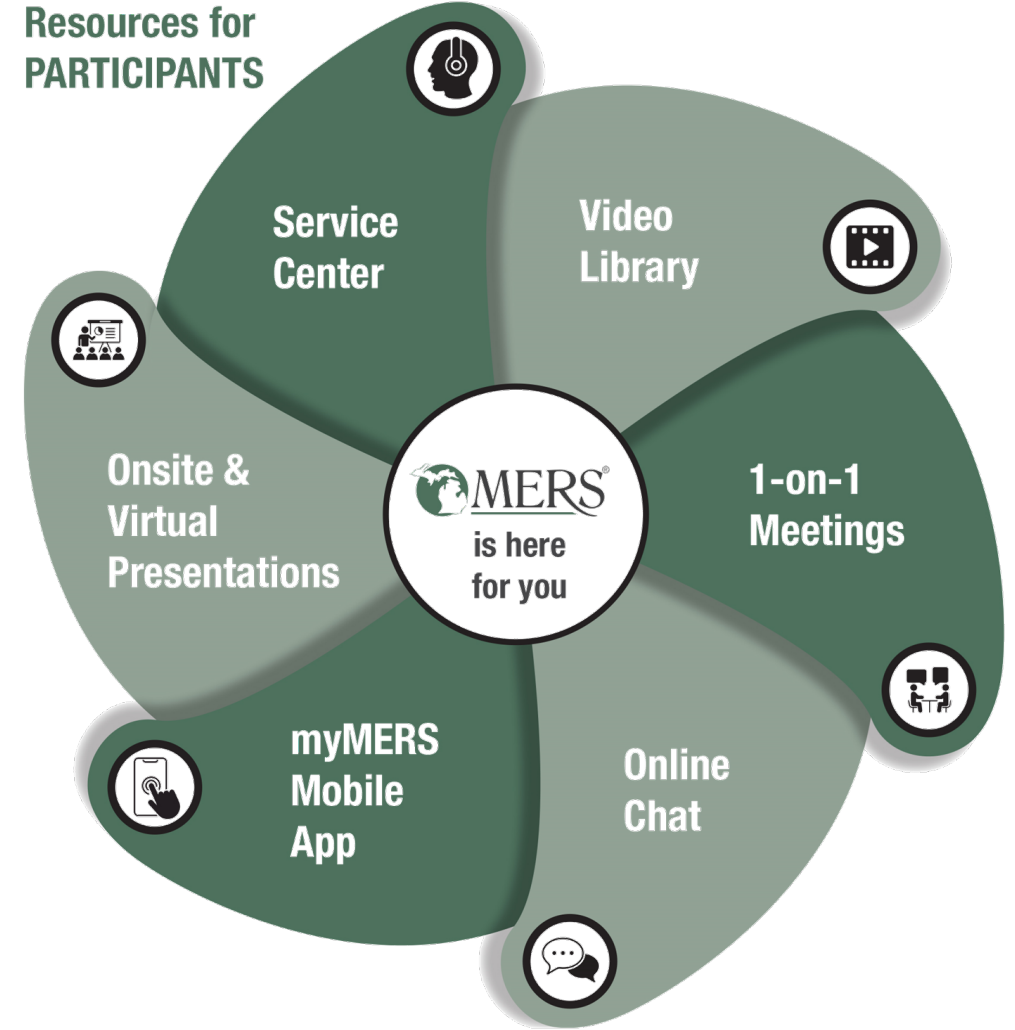 Resources for
PARTICIPANTS
Service
Center
Video
Library
1-on-1
Meetings
Online
Chat
myMERS
Mobile
App
Onsite &
Virtual
Presentations
MERS®
is here
for you